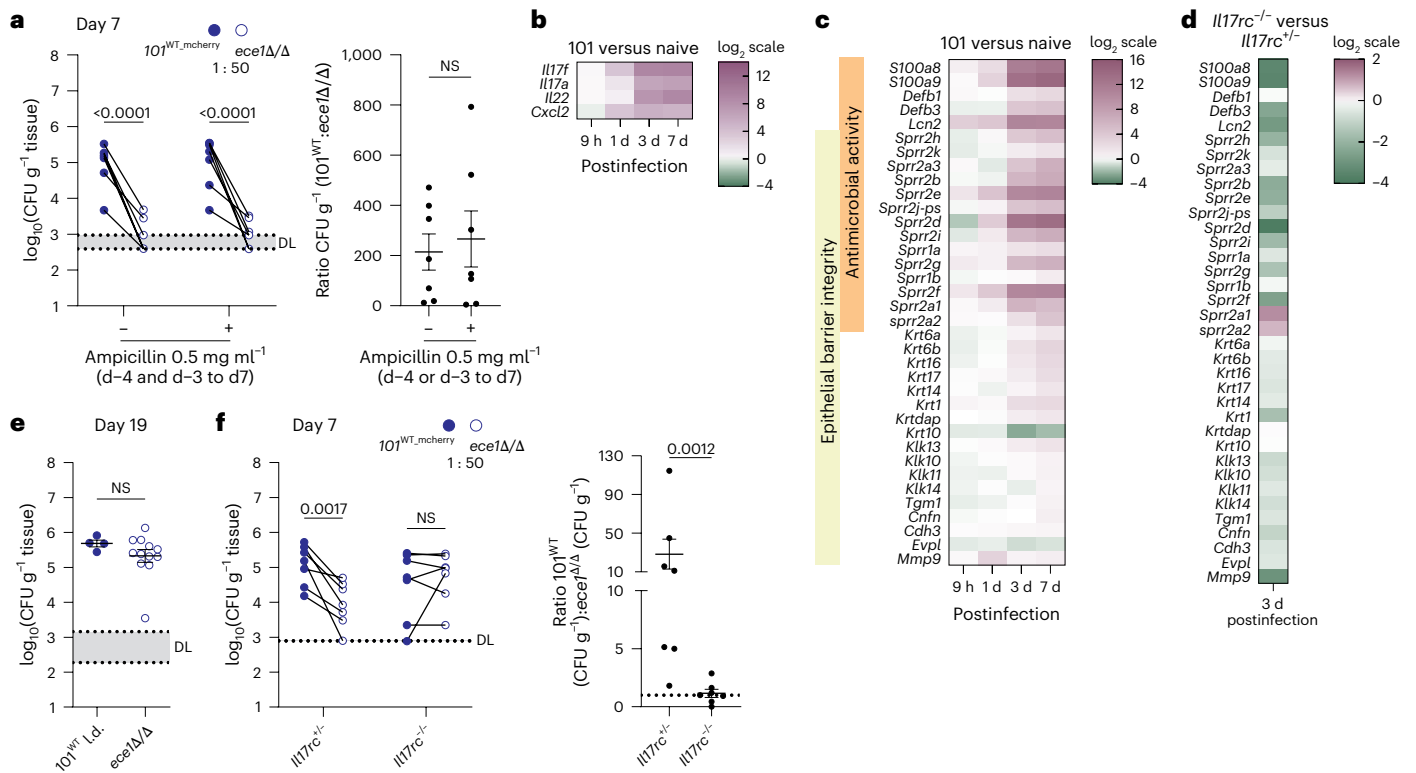 a
Day 7
101^WT_mcherry ece1Δ/Δ
1 : 50
log10(CFU g−1 tissue)
8
7
6
5
4
3
2
1
<0.0001
<0.0001
DL
−
+
Ampicillin 0.5 mg ml−1
(d−4 and d−3 to d7)
Ratio CFU g−1 (101^WT:ece1Δ/Δ)
1,000
800
600
400
200
0
NS
−
+
Ampicillin 0.5 mg ml−1
(d−4 or d−3 to d7)
b
101 versus naive
Il17f
Il17a
Il22
Cxcl2
9 h
1 d
3 d
7 d
Postinfection
log2 scale
12
8
4
0
−4
c
Epithelial barrier integrity
Antimicrobial activity
101 versus naive
S100a8
S100a9
Defb1
Defb3
Lcn2
Sprr2h
Sprr2k
Sprr2a3
Sprr2b
Sprr2e
Sprr2j-ps
Sprr2d
Sprr2i
Sprr1a
Sprr2g
Sprr1b
Sprr2f
Sprr2a1
sprr2a2
Krt6a
Krt6b
Krt16
Krt17
Krt14
Krt1
Krtdap
Krt10
Klk13
Klk10
Klk11
Klk14
Tgm1
Cnfn
Cdh3
Evpl
Mmp9
9 h
1 d
3 d
7 d
Postinfection
log2 scale
16
12
8
4
0
−4
d
Il17rc−/− versus
Il17rc+/−
S100a8
S100a9
Defb1
Defb3
Lcn2
Sprr2h
Sprr2k
Sprr2a3
Sprr2b
Sprr2e
Sprr2j-ps
Sprr2d
Sprr2i
Sprr1a
Sprr2g
Sprr1b
Sprr2f
Sprr2a1
sprr2a2
Krt6a
Krt6b
Krt16
Krt17
Krt14
Krt1
Krtdap
Krt10
Klk13
Klk10
Klk11
Klk14
Tgm1
Cnfn
Cdh3
Evpl
Mmp9
3 d
postinfection
log2 scale
2
0
−2
−4
e
Day 19
log10(CFU g−1 tissue)
8
7
6
5
4
3
2
1
NS
DL
101^WT l.d.
ece1Δ/Δ
f
Day 7
101^WT_mcherry ece1Δ/Δ
1 : 50
log10(CFU g−1 tissue)
8
7
6
5
4
3
2
1
0.0017
NS
DL
Il17rc+/−
Il17rc−/−
Ratio 101^WT
(CFU g−1):ece1^Δ/Δ (CFU g−1)
130
90
50
10
10
5
0
0.0012
Il17rc+/−
Il17rc−/−